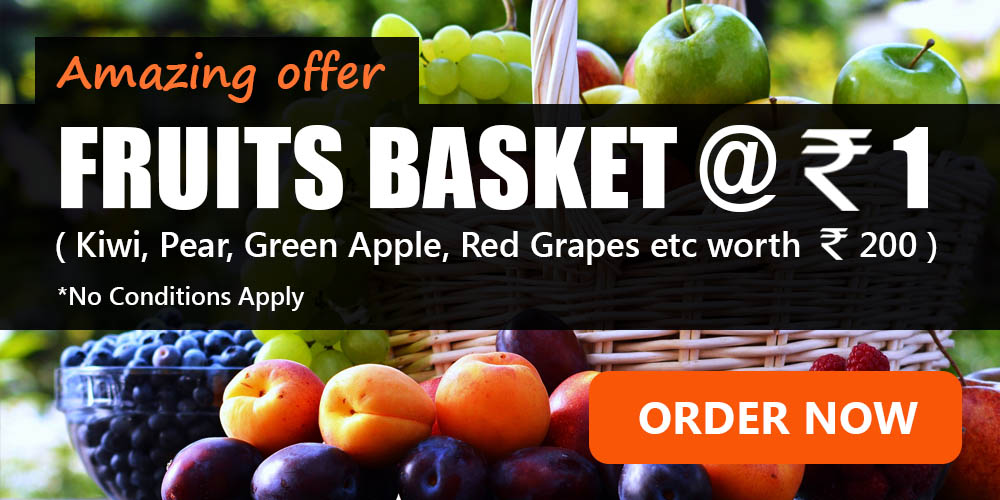 Amazing offer
FRUITS BASKET @ ₹ 1
( Kiwi, Pear, Green Apple, Red Grapes etc worth ₹ 200 )
*No Conditions Apply
ORDER NOW